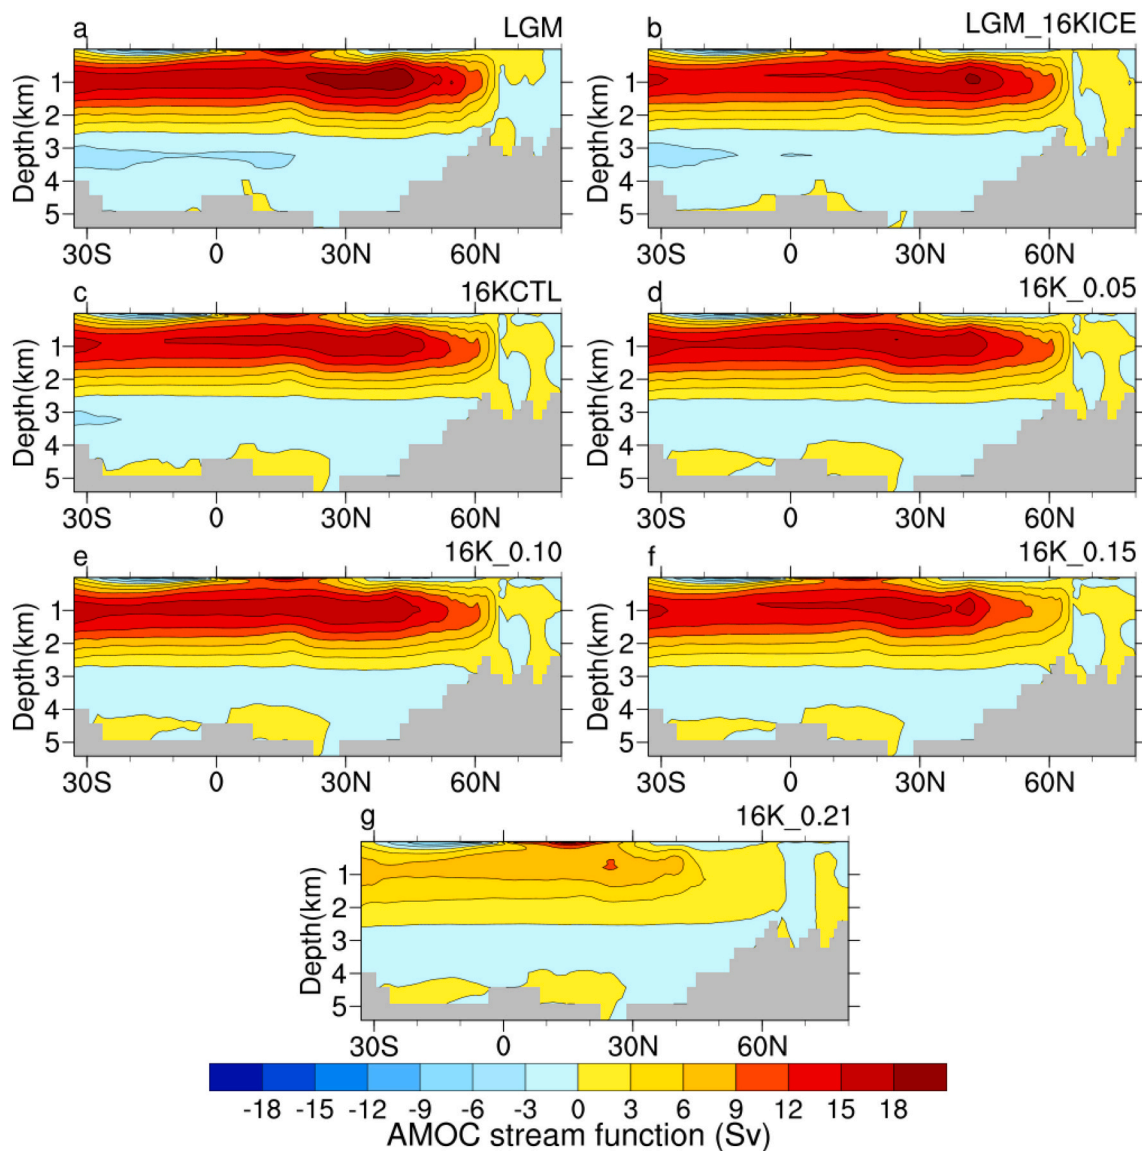 a LGM
b LGM_16KICE
Depth(km)
1
2
3
4
5
30S 0 30N 60N
Depth(km)
1
2
3
4
5
30S 0 30N 60N
c 16KCTL
d 16K_0.05
Depth(km)
1
2
3
4
5
30S 0 30N 60N
Depth(km)
1
2
3
4
5
30S 0 30N 60N
e 16K_0.10
f 16K_0.15
Depth(km)
1
2
3
4
5
30S 0 30N 60N
Depth(km)
1
2
3
4
5
30S 0 30N 60N
g 16K_0.21
Depth(km)
1
2
3
4
5
30S 0 30N 60N
-18 -15 -12 -9 -6 -3 0 3 6 9 12 15 18
AMOC stream function (Sv)